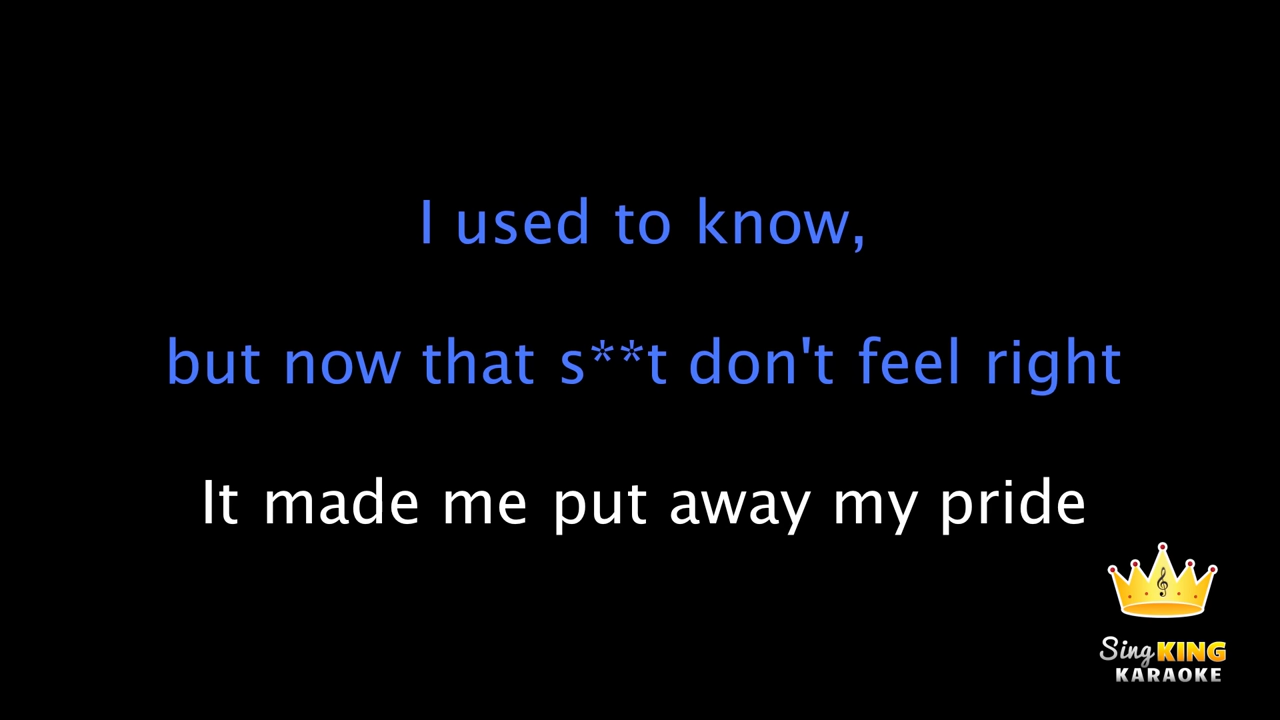 I used to know,
but now that s**t don't feel right
It made me put away my pride
Sing KING
KARAOKE